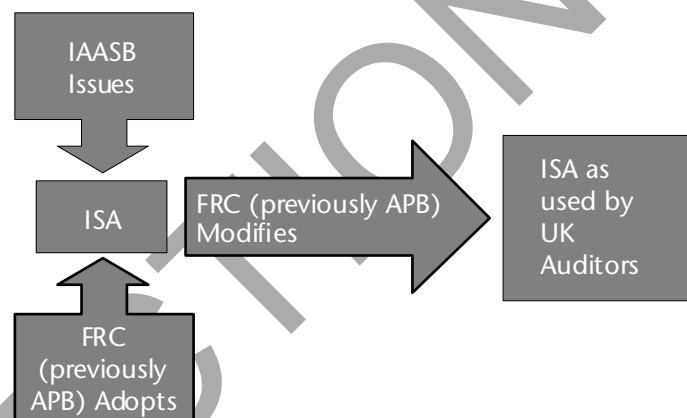 IAASB
Issues
ISA
FRC (previously APB)
Modifies
ISA as
used by
UK
Auditors
FRC
(previously
APB) Adopts